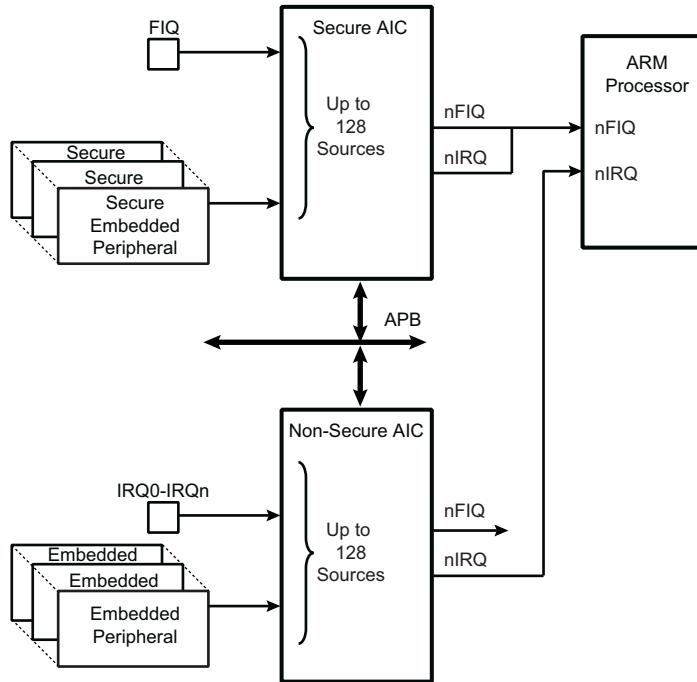 FIQ
Secure AIC
Up to
128
Sources
nFIQ
nIRQ
ARM
Processor
nFIQ
nIRQ
Secure
Secure
Secure
Embedded
Peripheral
APB
Non-Secure AIC
IRQ0-IRQn
Up to
128
Sources
nFIQ
nIRQ
Embedded
Embedded
Embedded
Peripheral